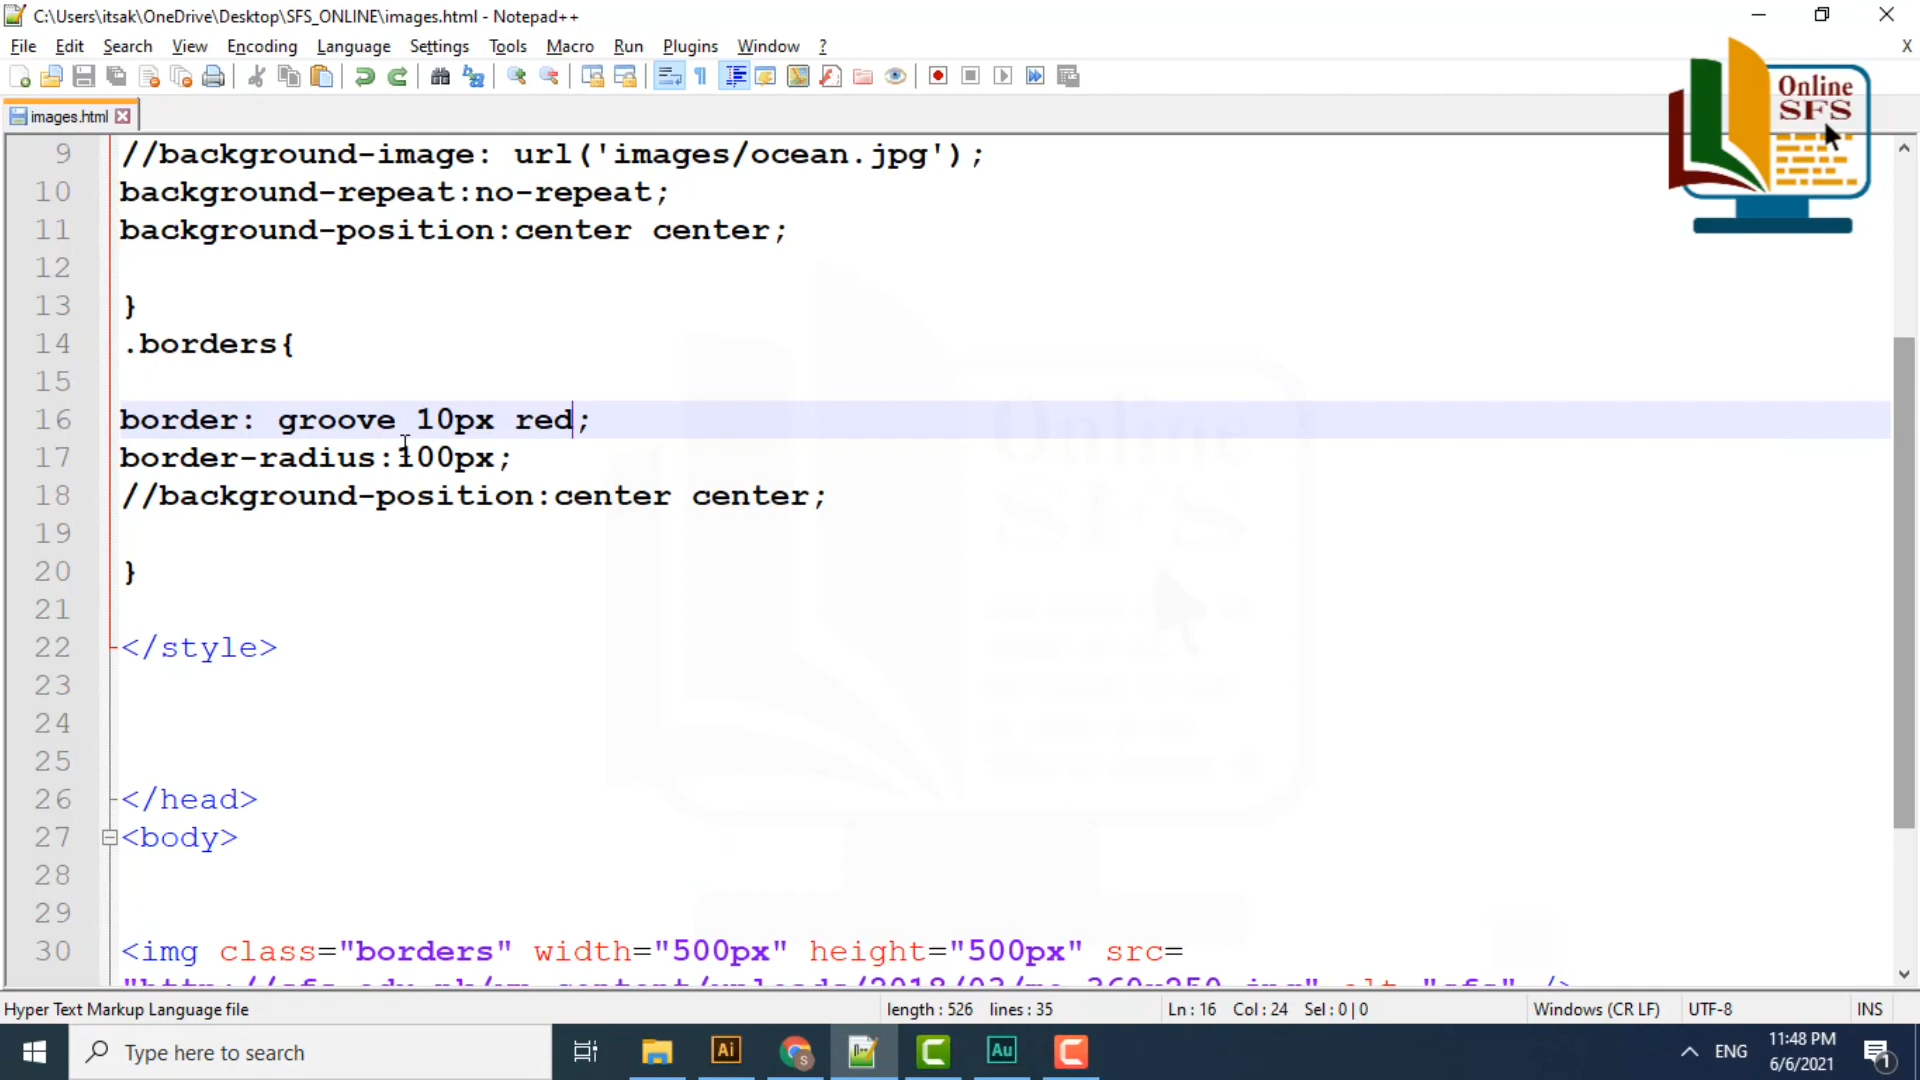 C:\Users\itsak\OneDrive\Desktop\SFS_ONLINE\images.html - Notepad++
File Edit Search View Encoding Language Settings Tools Macro Run Plugins Window ? X
images.html
Online
SFS
9 //background-image: url('images/ocean.jpg');
10 background-repeat:no-repeat;
11 background-position:center center;
12
13 }
14 .borders{
15
16 border: groove 10px red;
17 border-radius:100px;
18 //background-position:center center;
19
20 }
21
22 </style>
23
24
25
26 </head>
27 <body>
28
29
30 <img class="borders" width="500px" height="500px" src=
Online
SFS
Hyper Text Markup Language file length : 526 lines : 35 Ln : 16 Col : 24 Sel : 0 | 0 Windows (CR LF) UTF-8 INS
Type here to search
Ai
Au
ENG
11:48 PM
6/6/2021
1